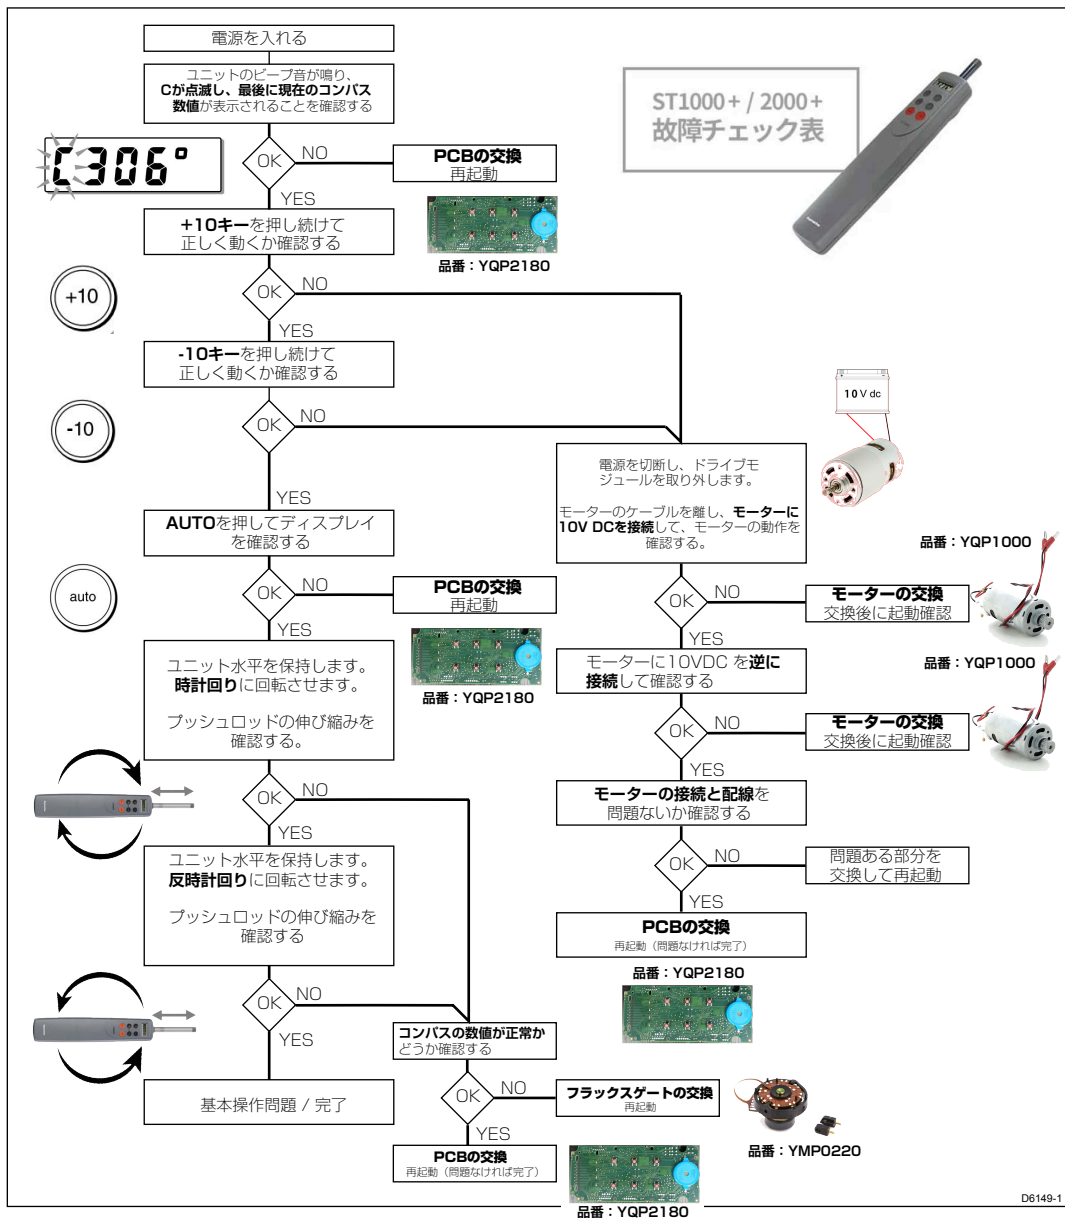 電源を入れる
ユニットのビープ音が鳴り、
Cが点滅し、最後に現在のコンパス
数値が表示されることを確認する
ST1000+ / 2000+
故障チェック表
C306°
OK
NO
PCBの交換
再起動
YES
品番：YQP2180
+10キーを押し続けて
正しく動くか確認する
+10
OK
NO
YES
-10キーを押し続けて
正しく動くか確認する
-10
OK
NO
YES
10 V dc
電源を切断し、ドライブモ
ジュールを取り外します。
モーターのケーブルを離し、モーターに
10V DCを接続して、モーターの動作を
確認する。
AUTOを押してディスプレイ
を確認する
auto
OK
NO
PCBの交換
再起動
YES
品番：YQP2180
OK
NO
モーターの交換
交換後に起動確認
品番：YQP1000
YES
モーターに10VDC を逆に
接続して確認する
OK
NO
モーターの交換
交換後に起動確認
品番：YQP1000
YES
モーターの接続と配線を
問題ないか確認する
OK
NO
問題ある部分を
交換して再起動
YES
PCBの交換
再起動（問題なければ完了）
品番：YQP2180
ユニット水平を保持します。
時計回りに回転させます。
プッシュロッドの伸び縮みを
確認する。
OK
NO
YES
ユニット水平を保持します。
反時計回りに回転させます。
プッシュロッドの伸び縮みを
確認する
OK
NO
YES
基本操作問題 / 完了
コンパスの数値が正常か
どうか確認する
OK
NO
フラックスゲートの交換
再起動
品番：YMP0220
YES
PCBの交換
再起動（問題なければ完了）
品番：YQP2180
D6149-1